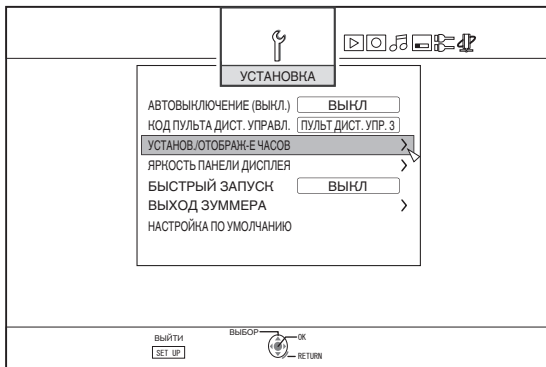 УСТАНОВКА
АВТОВЫКЛЮЧЕНИЕ (ВЫКЛ.) ВЫКЛ
КОД ПУЛЬТА ДИСТ. УПРАВЛ. ПУЛЬТ ДИСТ. УПР. 3
УСТАНОВ./ОТОБРАЖ-Е ЧАСОВ
ЯРКОСТЬ ПАНЕЛИ ДИСПЛЕЯ
БЫСТРЫЙ ЗАПУСК ВЫКЛ
ВЫХОД ЗУММЕРА
НАСТРОЙКА ПО УМОЛЧАНИЮ
ВЫЙТИ
SET UP
ВЫБОР
OK
RETURN